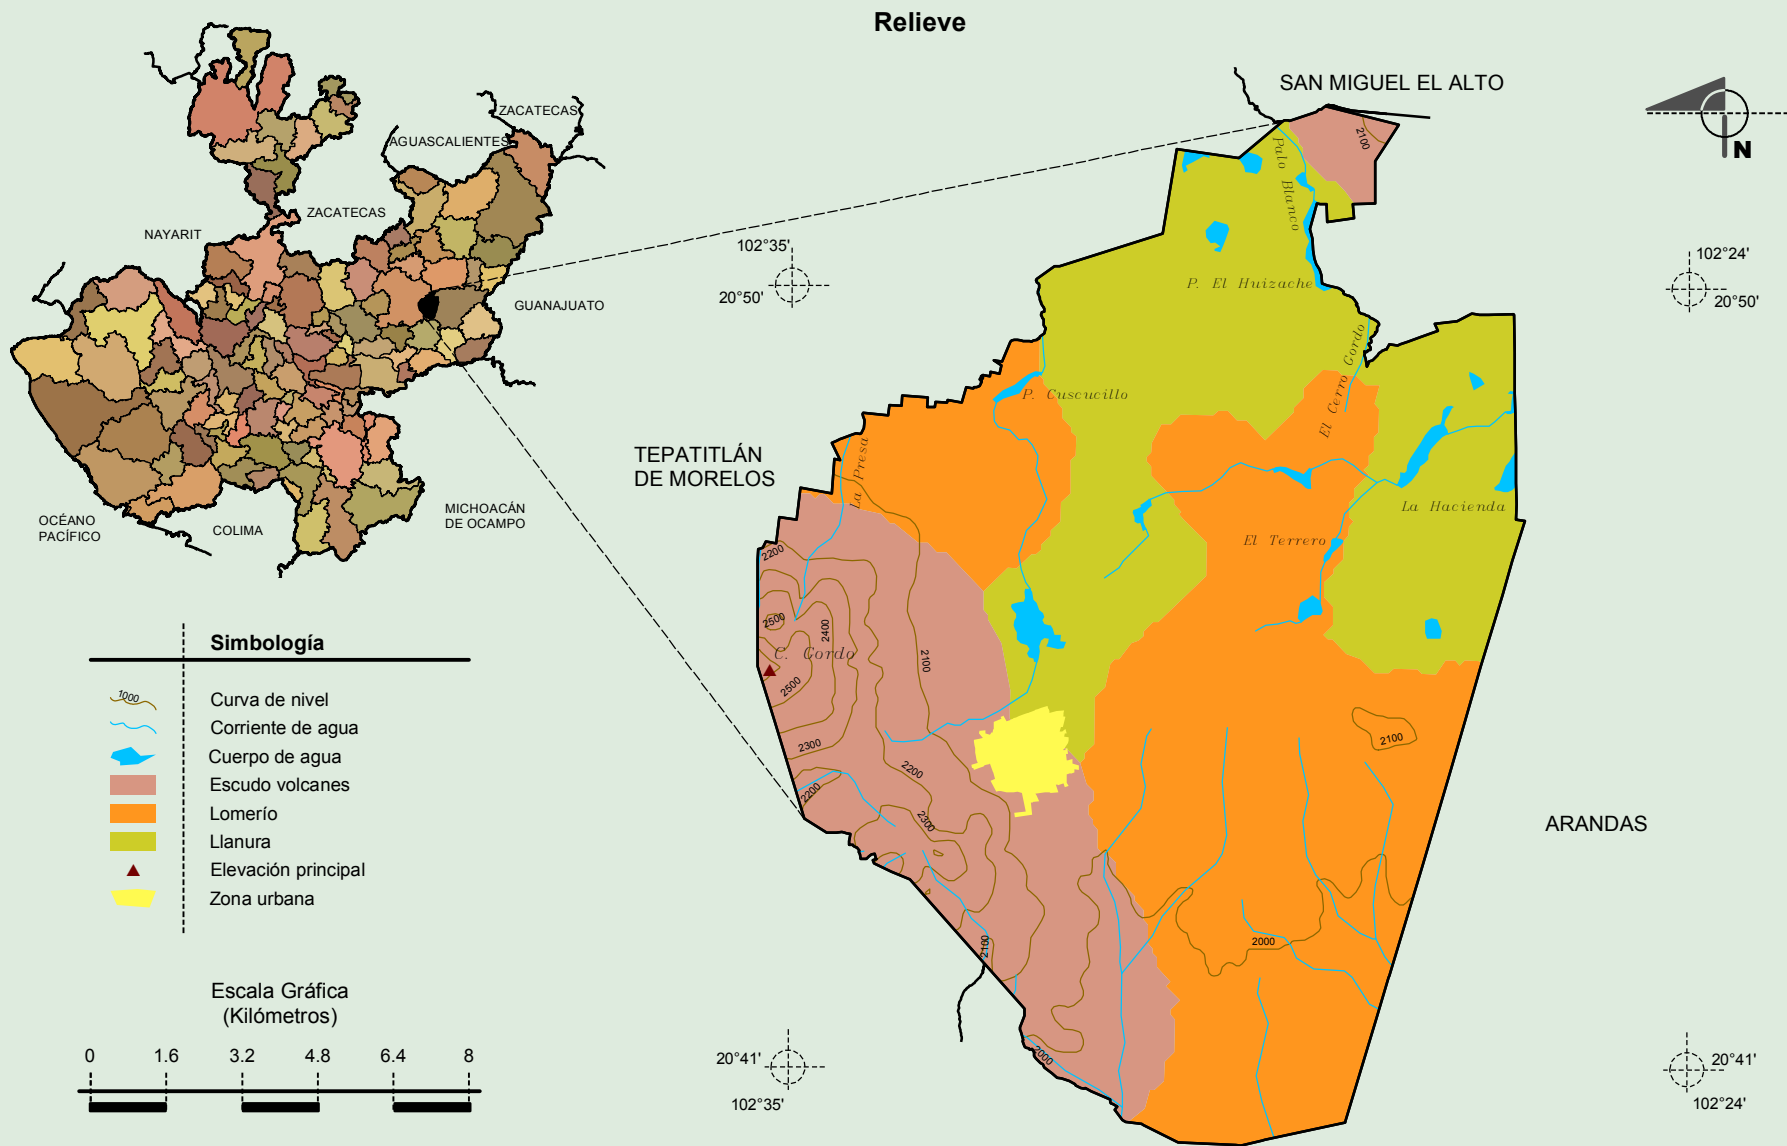 Relieve
SAN MIGUEL EL ALTO
N
ZACATECAS
AGUASCALIENTES
ZACATECAS
NAYARIT
GUANAJUATO
MICHOACÁN
DE OCAMPO
COLIMA
OCÉANO
PACÍFICO
102°35'
20°50'
102°24'
20°50'
2100
Palo Blanco
P. El Huizache
El Cerro Gordo
P. Cuscucillo
La Presa
TEPATITLÁN
DE MORELOS
La Hacienda
El Terrero
2200
2500
2400
C. Gordo
2100
2500
2300
2200
2200
2300
2100
2100
2000
2000
ARANDAS
Simbología
1000
Curva de nivel
Corriente de agua
Cuerpo de agua
Escudo volcanes
Lomerío
Llanura
Elevación principal
Zona urbana
Escala Gráfica
(Kilómetros)
0 1.6 3.2 4.8 6.4 8
20°41'
102°35'
20°41'
102°24'